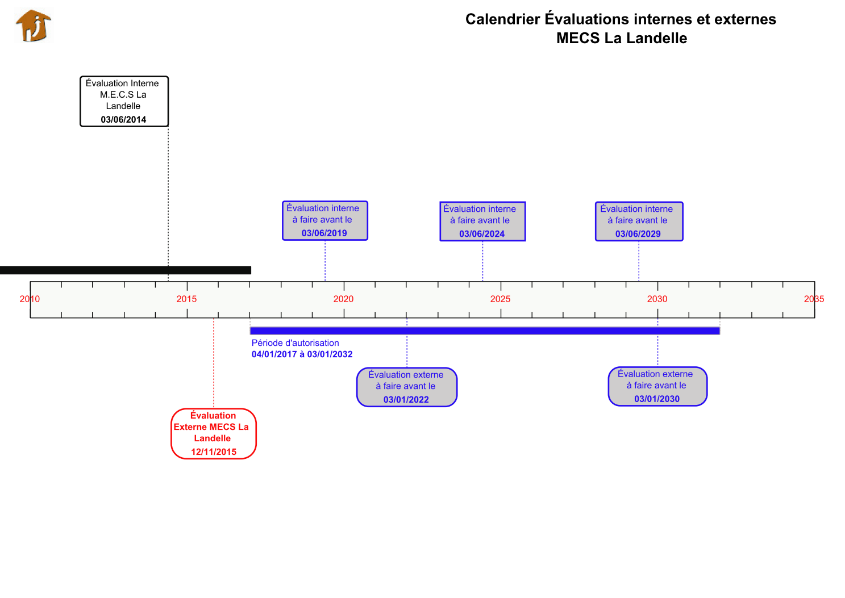 Calendrier Évaluations internes et externes
MECS La Landelle
Évaluation Interne
M.E.C.S La
Landelle
03/06/2014
Évaluation interne
à faire avant le
03/06/2019
Évaluation interne
à faire avant le
03/06/2024
Évaluation interne
à faire avant le
03/06/2029
2010
2015
2020
2025
2030
2035
Période d'autorisation
04/01/2017 à 03/01/2032
Évaluation externe
à faire avant le
03/01/2022
Évaluation externe
à faire avant le
03/01/2030
Évaluation
Externe MECS La
Landelle
12/11/2015